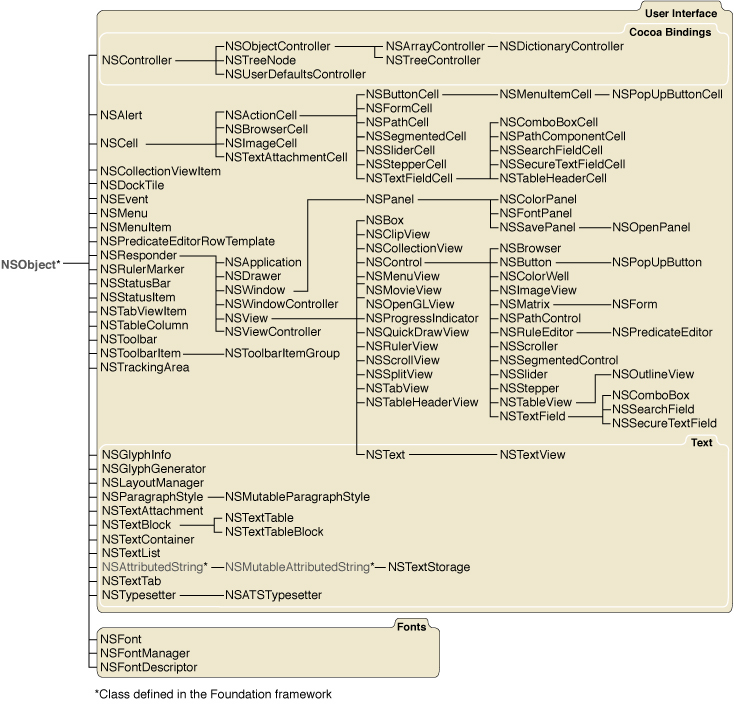 User Interface
Cocoa Bindings
NSObjectController NSArrayController NSDictionaryController
NSController NSTreeNode NSTreeController
NSUserDefaultsController
NSButtonCell NSMenuItemCell NSPopUpButtonCell
NSAlert NSActionCell NSFormCell
NSBrowserCell NSPathCell NSComboBoxCell
NSCell NSImageCell NSSegmentedCell NSPathComponentCell
NSTextAttachmentCell NSSliderCell NSSearchFieldCell
NSCollectionViewItem NSStepperCell NSSecureTextFieldCell
NSDockTile NSTextFieldCell NSTableHeaderCell
NSEvent NSPanel NSColorPanel
NSMenu NSFontPanel
NSMenuItem NSBox NSSavePanel NSOpenPanel
NSPredicateEditorRowTemplate NSClipView
NSResponder NSCollectionView NSBrowser
NSObject* NSApplication NSControl NSButton NSPopUpButton
NSRulerMarker NSDrawer NSMenuView NSColorWell
NSStatusBar NSWindow NSMovieView NSImageView
NSStatusItem NSWindowController NSOpenGLView NSMatrix NSForm
NSTabViewItem NSView NSProgressIndicator NSPathControl
NSTableColumn NSViewController NSQuickDrawView NSRuleEditor NSPredicateEditor
NSToolbar NSRulerView NSScroller
NSToolbarItem NSToolbarItemGroup NSScrollView NSSegmentedControl
NSTrackingArea NSSplitView NSSlider NSOutlineView
NSTabView NSStepper
NSTableHeaderView NSTableView NSComboBox
NSTextField NSSearchField
NSSecureTextField
Text
NSGlyphInfo NSText NSTextView
NSGlyphGenerator
NSLayoutManager
NSParagraphStyle NSMutableParagraphStyle
NSTextAttachment
NSTextBlock NSTextTable
NSTextTableBlock
NSTextContainer
NSTextList
NSAttributedString* NSMutableAttributedString* NSTextStorage
NSTextTab
NSTypesetter NSATSTypesetter
Fonts
NSFont
NSFontManager
NSFontDescriptor
*Class defined in the Foundation framework